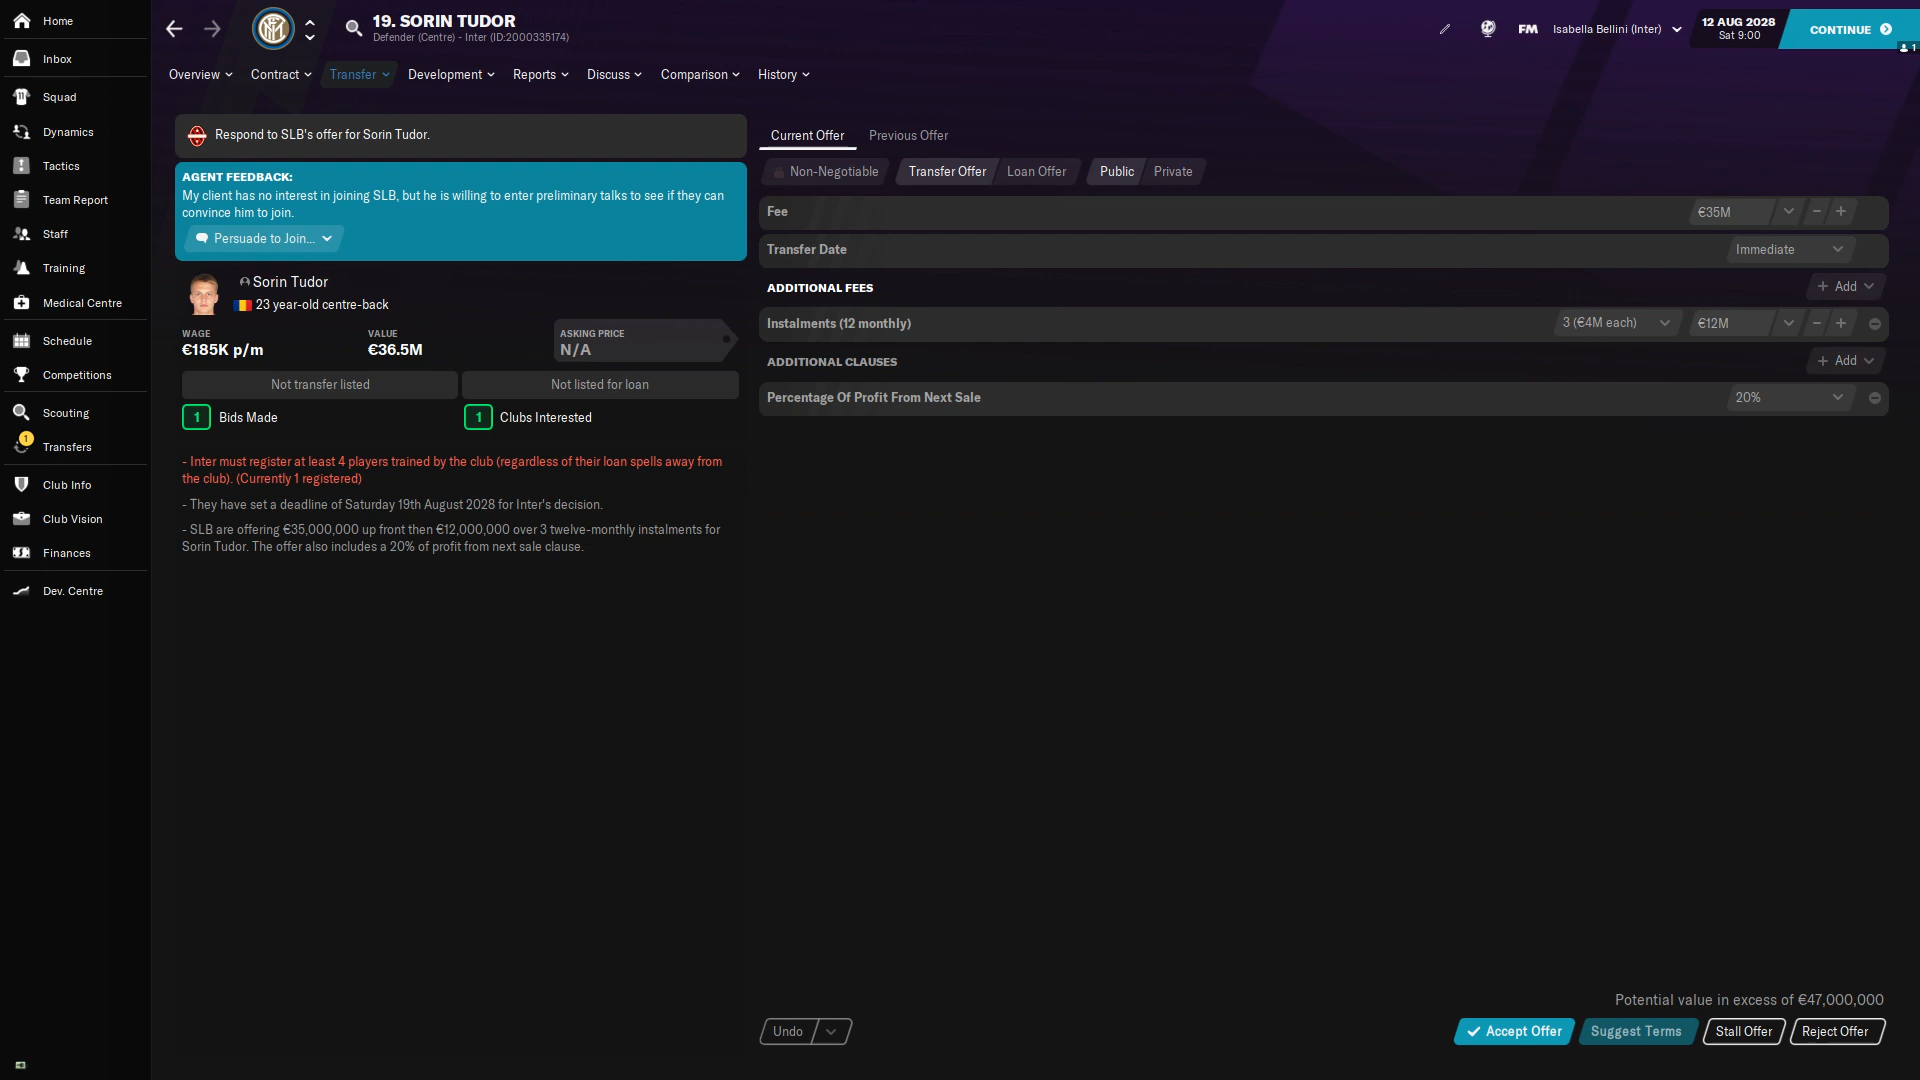 Home
Inbox
Squad
Dynamics
Tactics
Team Report
Staff
Training
Medical Centre
Schedule
Competitions
Scouting
1
Transfers
Club Info
Club Vision
Finances
Dev. Centre
19. SORIN TUDOR
Defender (Centre) - Inter (ID:2000335174)
FM
Isabella Bellini (Inter)
12 AUG 2028
Sat 9:00
CONTINUE
1
Overview
Contract
Transfer
Development
Reports
Discuss
Comparison
History
Respond to SLB's offer for Sorin Tudor.
AGENT FEEDBACK:
My client has no interest in joining SLB, but he is willing to enter preliminary talks to see if they can
convince him to join.
Persuade to Join...
Sorin Tudor
23 year-old centre-back
WAGE
€185K p/m
VALUE
€36.5M
ASKING PRICE
N/A
Not transfer listed
Not listed for loan
1 Bids Made
1 Clubs Interested
- Inter must register at least 4 players trained by the club (regardless of their loan spells away from
the club). (Currently 1 registered)
- They have set a deadline of Saturday 19th August 2028 for Inter's decision.
- SLB are offering €35,000,000 up front then €12,000,000 over 3 twelve-monthly instalments for
Sorin Tudor. The offer also includes a 20% of profit from next sale clause.
Current Offer
Previous Offer
Non-Negotiable
Transfer Offer
Loan Offer
Public
Private
Fee
€35M
Transfer Date
Immediate
ADDITIONAL FEES
Add
Instalments (12 monthly)
3 (€4M each)
€12M
ADDITIONAL CLAUSES
Add
Percentage Of Profit From Next Sale
20%
Potential value in excess of €47,000,000
Undo
Accept Offer
Suggest Terms
Stall Offer
Reject Offer